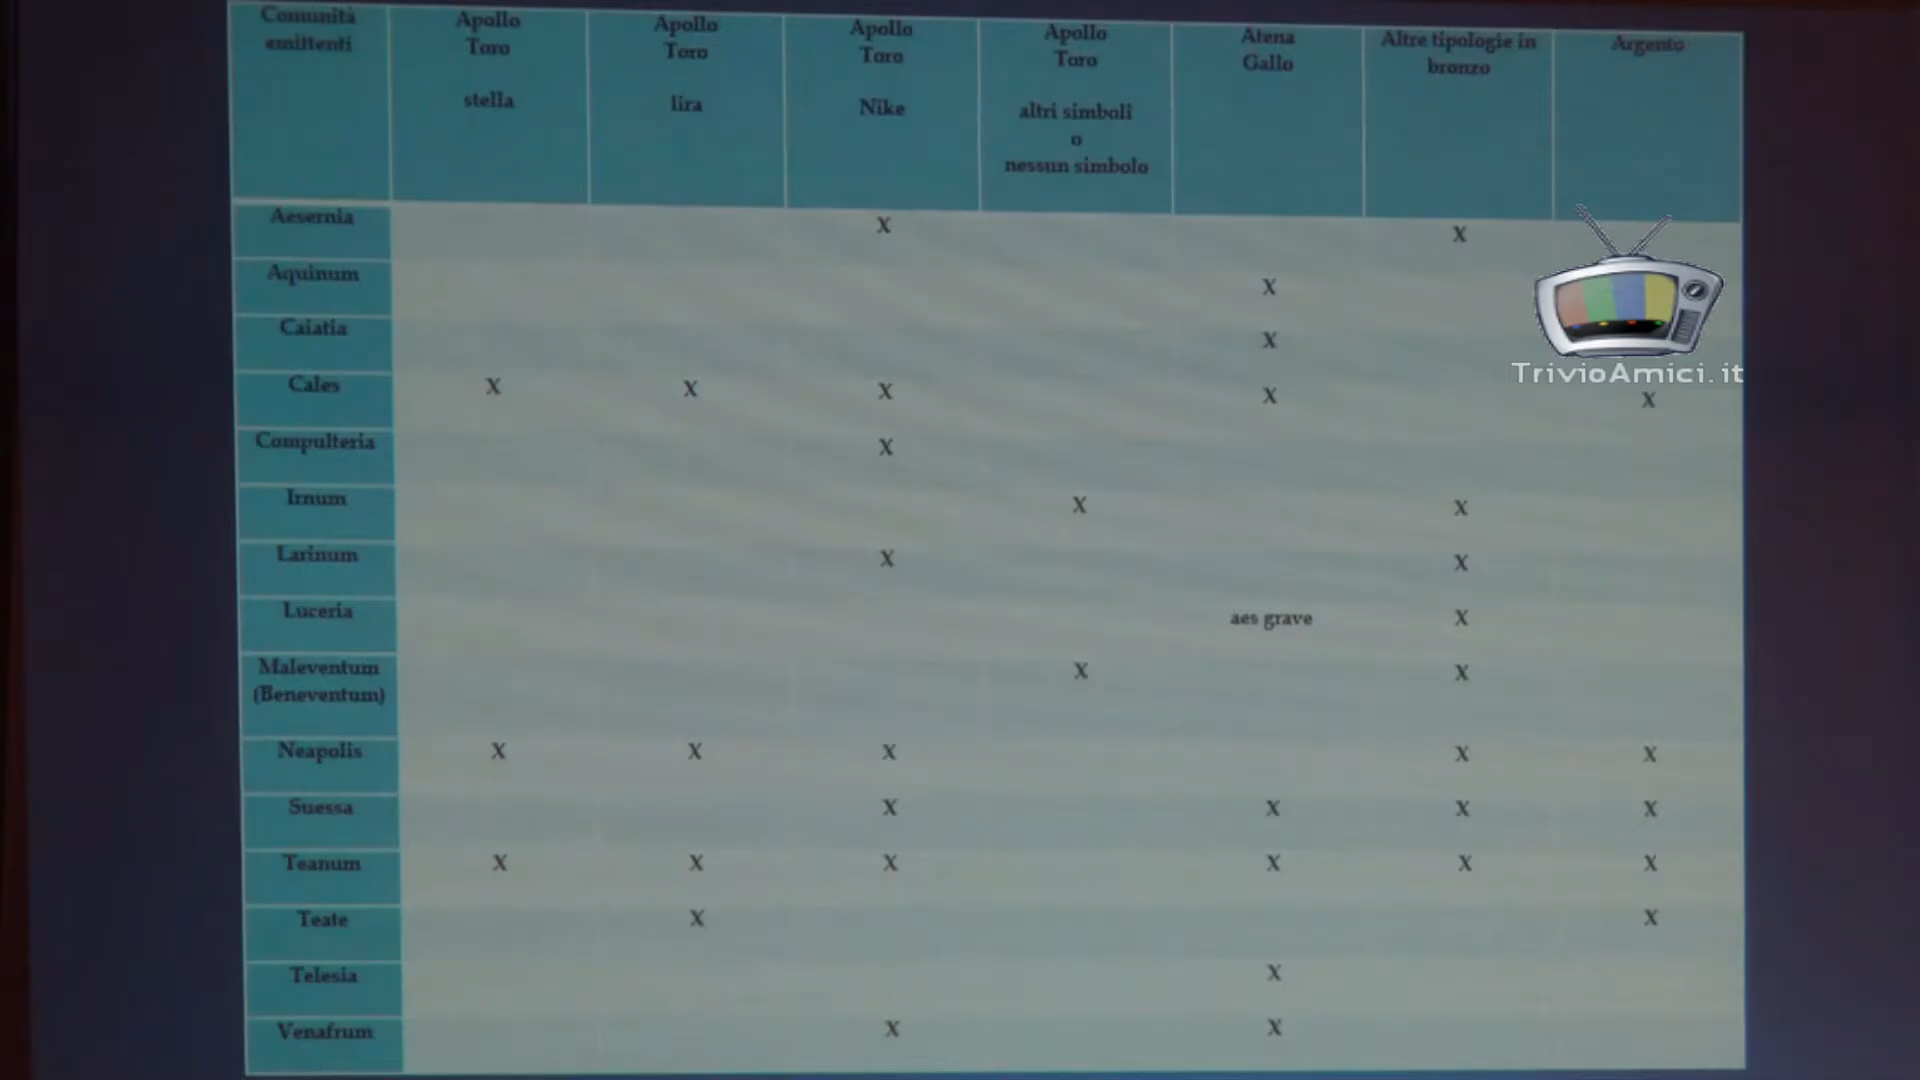 Comunità emittenti | Apollo Toro stella | Apollo Toro lira | Apollo Toro Nike | Apollo Toro altri simboli o nessun simbolo | Atena Gallo | Altre tipologie in bronzo | Argento
Aesernia | | | X | | | X |
Aquinum | | | | | X | |
Caiatia | | | | | X | |
Cales | X | X | X | | X | | X
Compulteria | | | X | | | |
Irnum | | | | X | | X |
Larinum | | | X | | | X |
Luceria | | | | | aes grave | X |
Maleventum (Beneventum) | | | | X | | X |
Neapolis | X | X | X | | | X | X
Suessa | | | X | | X | X | X
Teanum | X | X | X | | X | X | X
Teate | | X | | | | | X
Telesia | | | | | X | |
Venafrum | | | X | | X | |
TrivioAmici.it